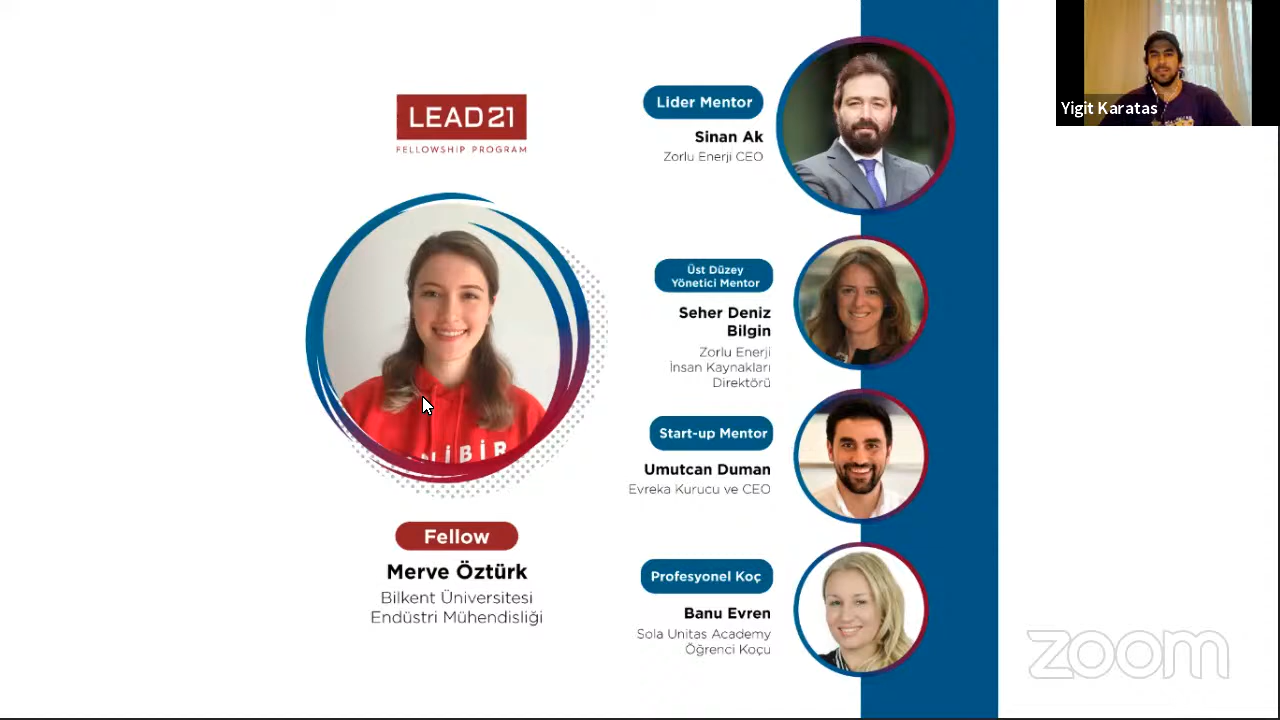 LEAD21
FELLOWSHIP PROGRAM
NİBİR
Fellow
Merve Öztürk
Bilkent Üniversitesi
Endüstri Mühendisliği
Lider Mentor
Sinan Ak
Zorlu Enerji CEO
Üst Düzey
Yönetici Mentor
Seher Deniz
Bilgin
Zorlu Enerji
İnsan Kaynakları
Direktörü
Start-up Mentor
Umutcan Duman
Evreka Kurucu ve CEO
Profesyonel Koç
Banu Evren
Sola Unitas Academy
Öğrenci Koçu
Yigit Karatas
zoom